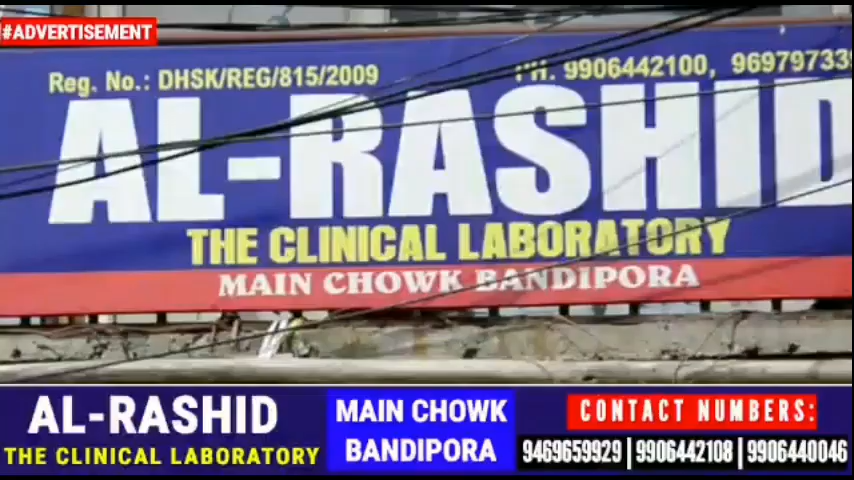 #ADVERTISEMENT
Reg. No.: DHSK/REG/815/2009 PH. 9906442100,
AL-RASHID
THE CLINICAL LABORATORY
MAIN CHOWK BANDIPORA
AL-RASHID
THE CLINICAL LABORATORY
MAIN CHOWK
BANDIPORA
CONTACT NUMBERS:
9469659929 | 9906442108 | 9906440046